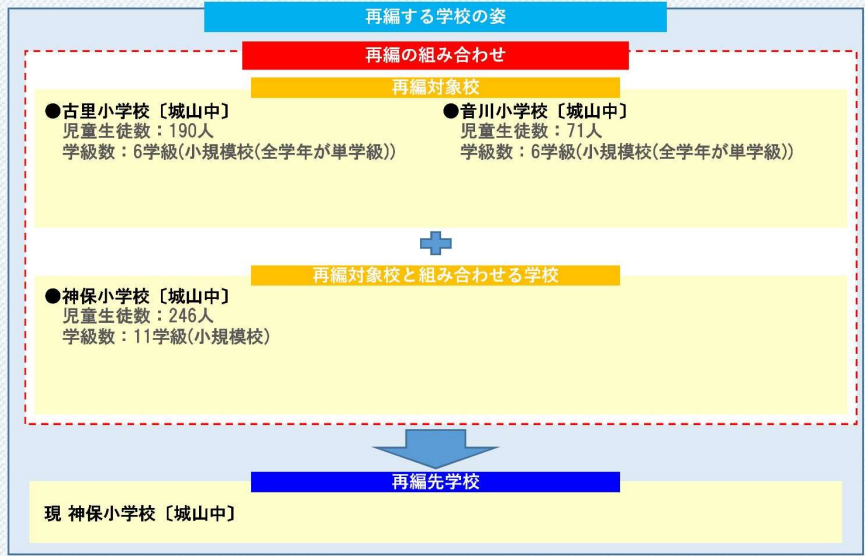 再編する学校の姿
再編の組み合わせ
再編対象校
●古里小学校〔城山中〕
児童生徒数：190人
学級数：6学級(小規模校(全学年が単学級))
●音川小学校〔城山中〕
児童生徒数：71人
学級数：6学級(小規模校(全学年が単学級))
再編対象校と組み合わせる学校
●神保小学校〔城山中〕
児童生徒数：246人
学級数：11学級(小規模校)
再編先学校
現 神保小学校〔城山中〕